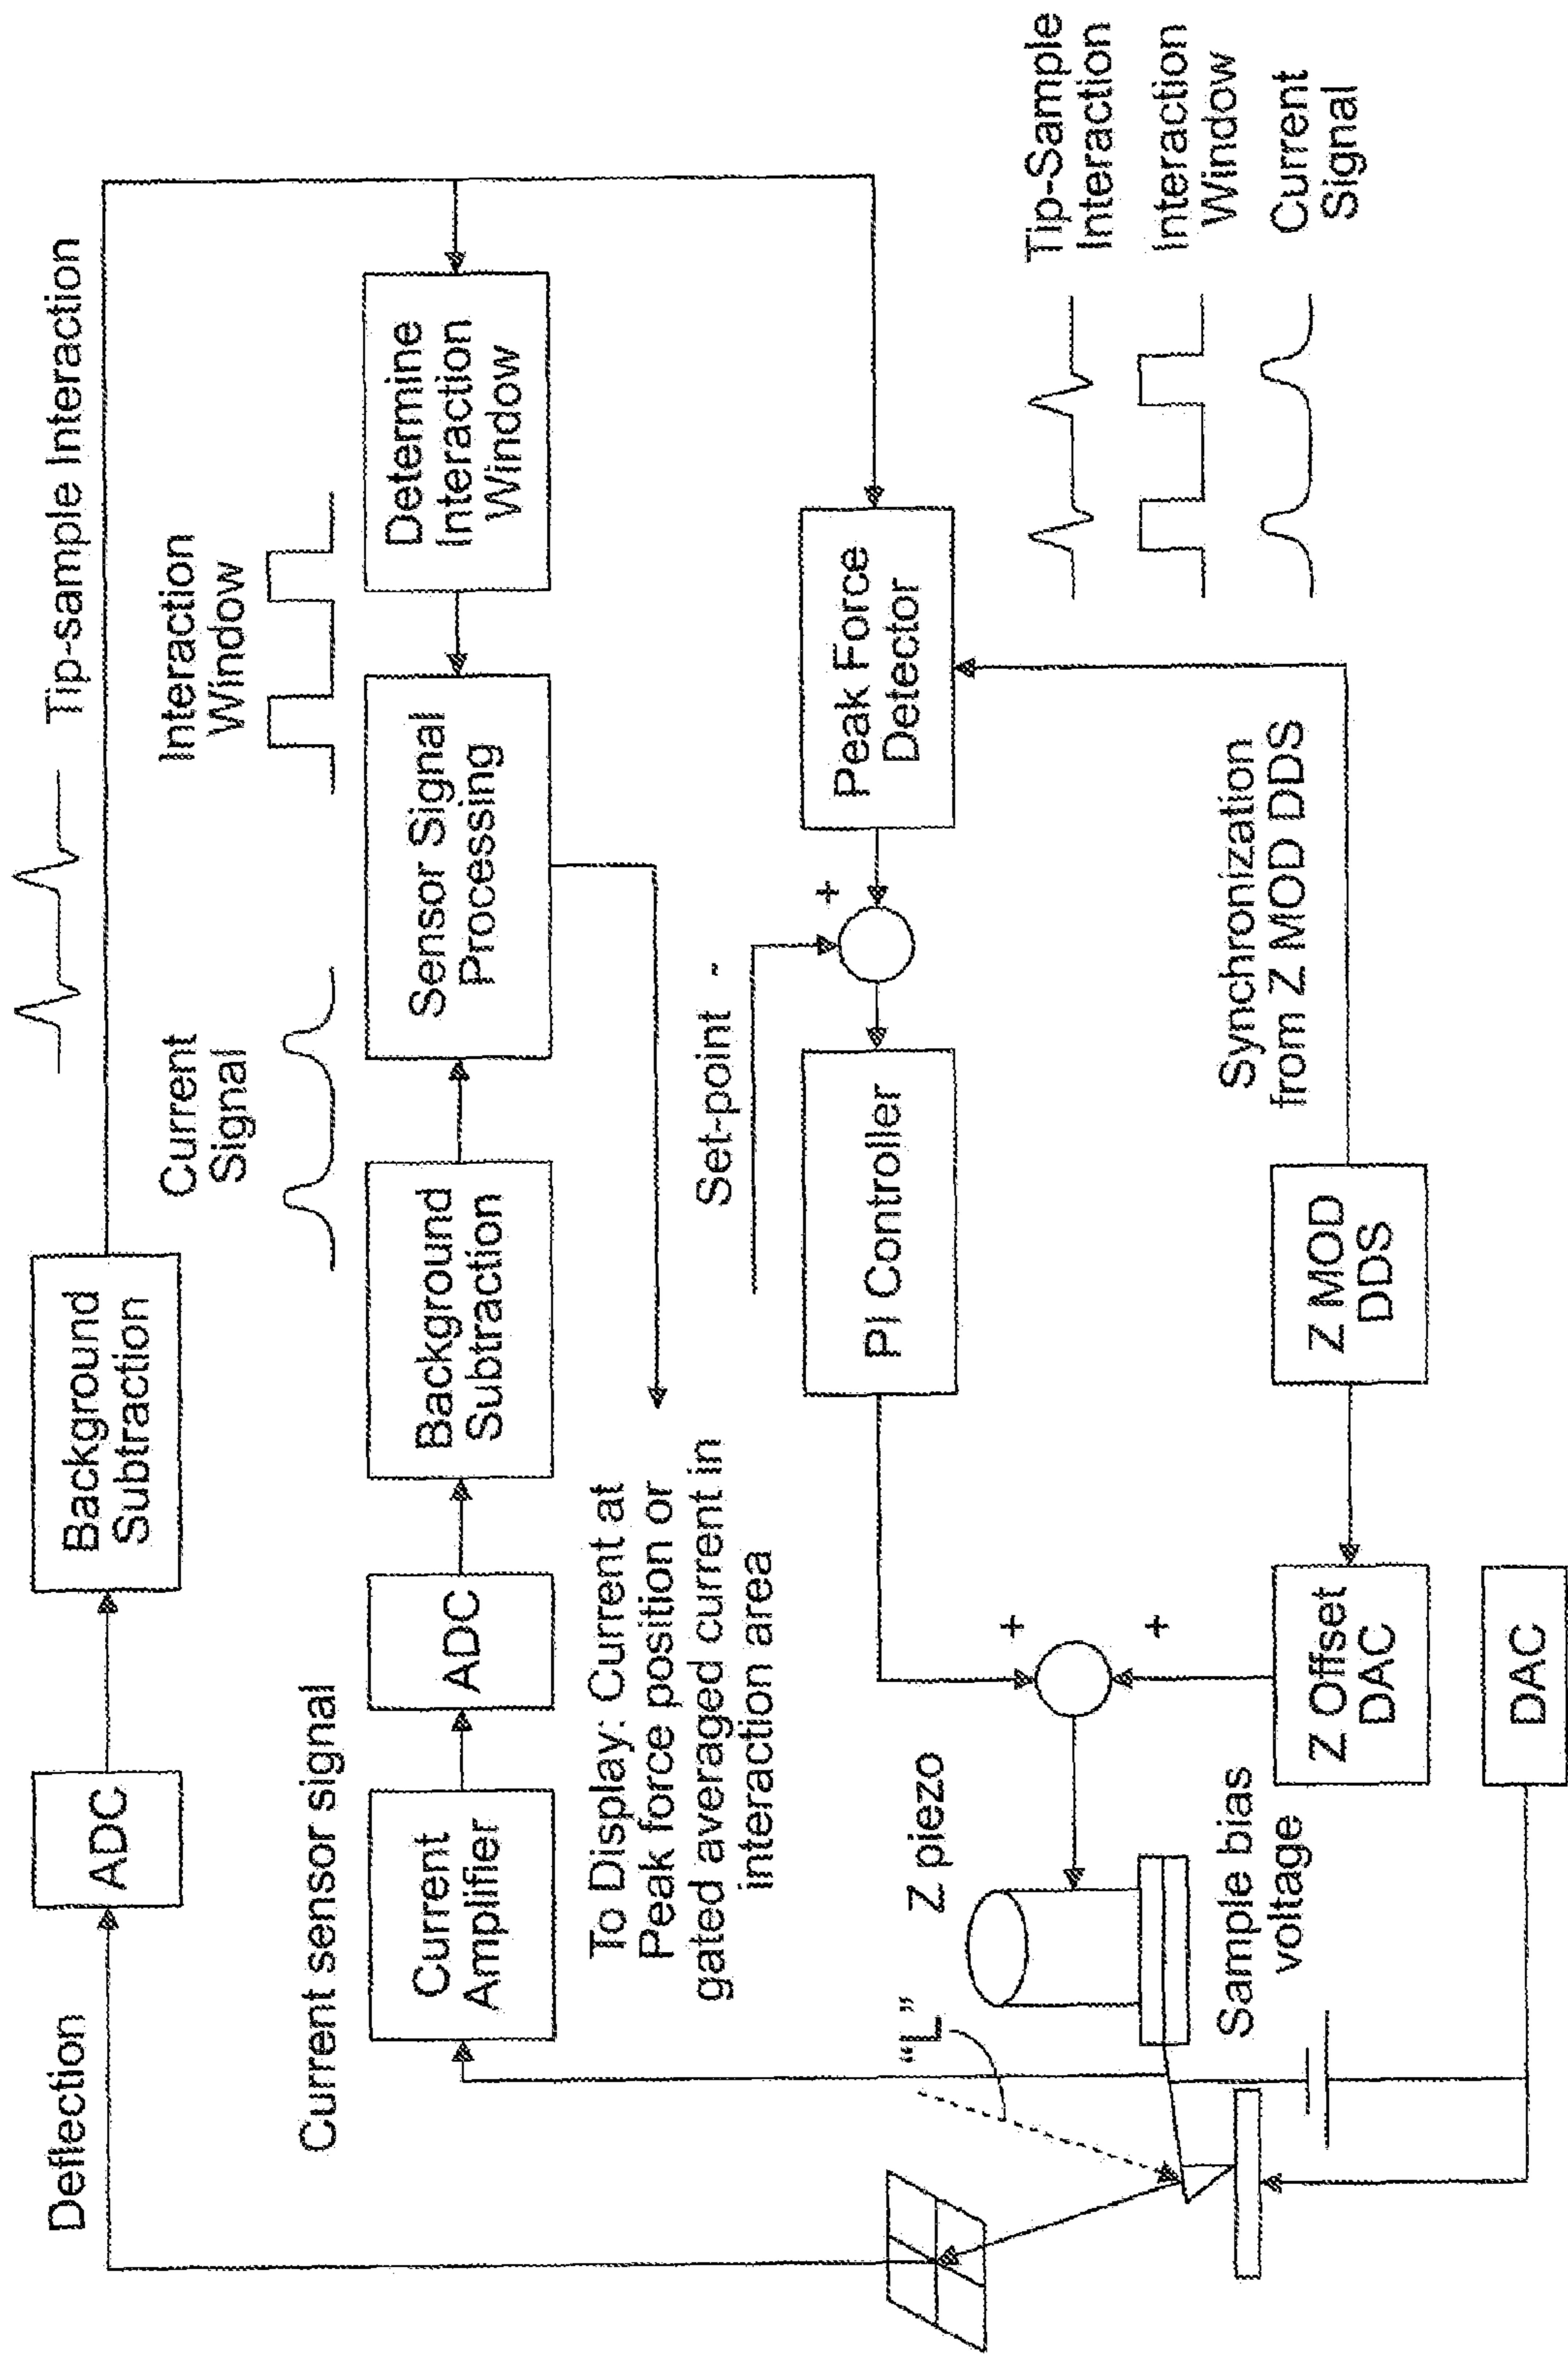 Deflection
ADC
Background
Subtraction
Tip-sample Interaction
Current sensor signal
Current
Amplifier
ADC
Background
Subtraction
Current
Signal
Sensor Signal
Processing
Interaction
Window
Determine
Interaction
Window
To Display: Current at
Peak force position or
gated averaged current in
interaction area
Set-point -
+
PI Controller
Peak Force
Detector
"L"
Z piezo
+
+
Sample bias
voltage
Z Offset
DAC
Z MOD
DDS
Synchronization
from Z MOD DDS
DAC
Tip-Sample
Interaction
Interaction
Window
Current
Signal